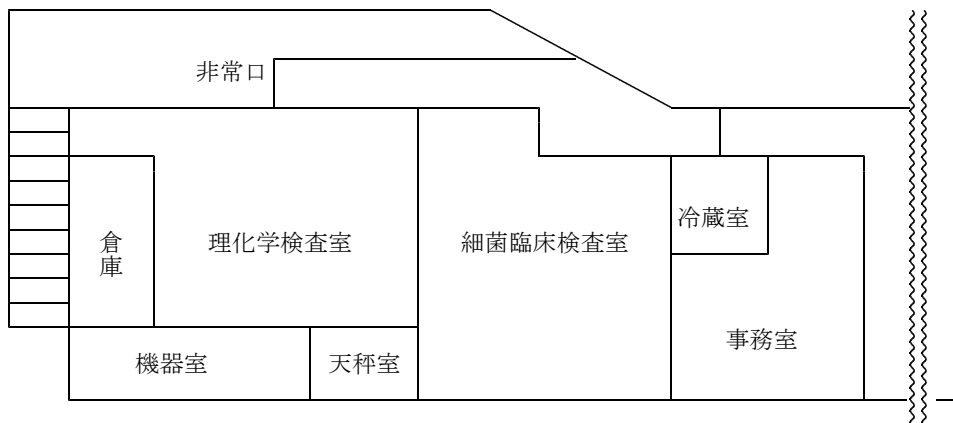 非常口
倉庫
理化学検査室
細菌臨床検査室
冷蔵室
事務室
機器室
天秤室